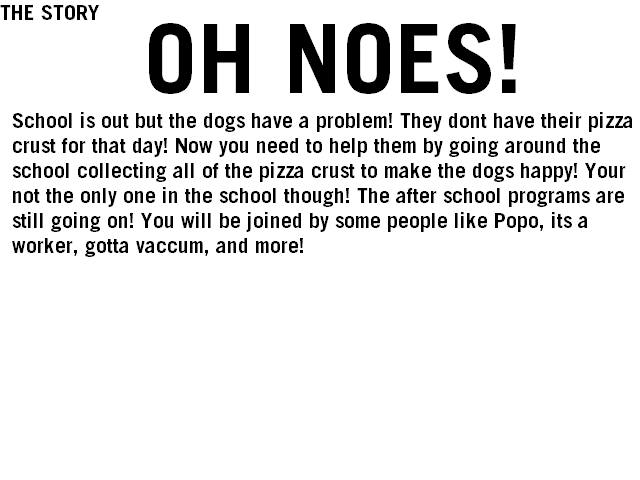 THE STORY
OH NOES!
School is out but the dogs have a problem! They dont have their pizza
crust for that day! Now you need to help them by going around the
school collecting all of the pizza crust to make the dogs happy! Your
not the only one in the school though! The after school programs are
still going on! You will be joined by some people like Popo, its a
worker, gotta vaccum, and more!